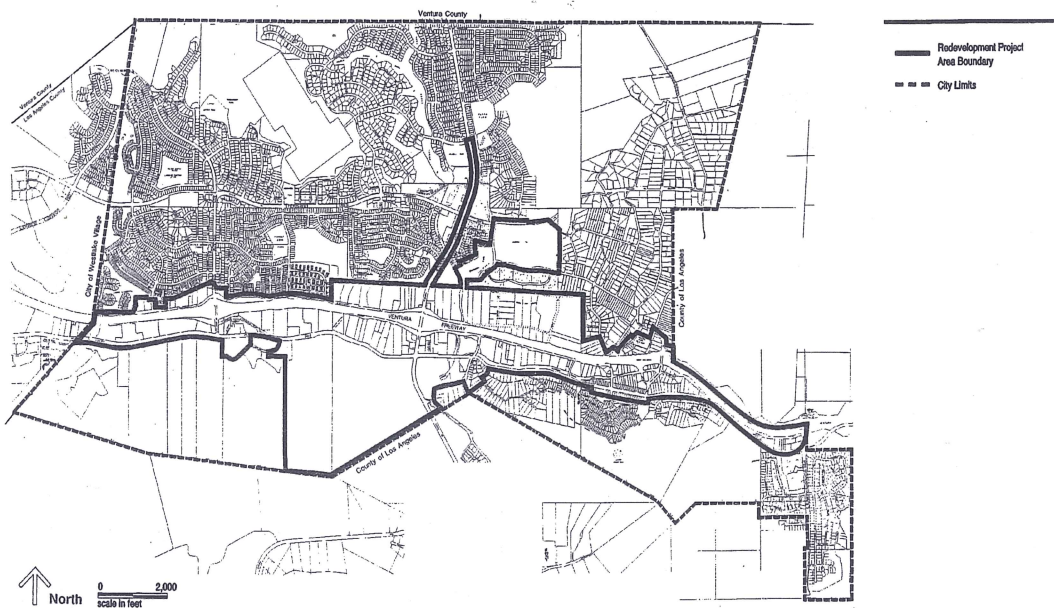 Ventura County
Redevelopment Project
Area Boundary
City Limits
Ventura County
Los Angeles County
City of Westlake Village
County of Los Angeles
VENTURA
FREEWAY
County of Los Angeles
North
0 2,000
scale in feet